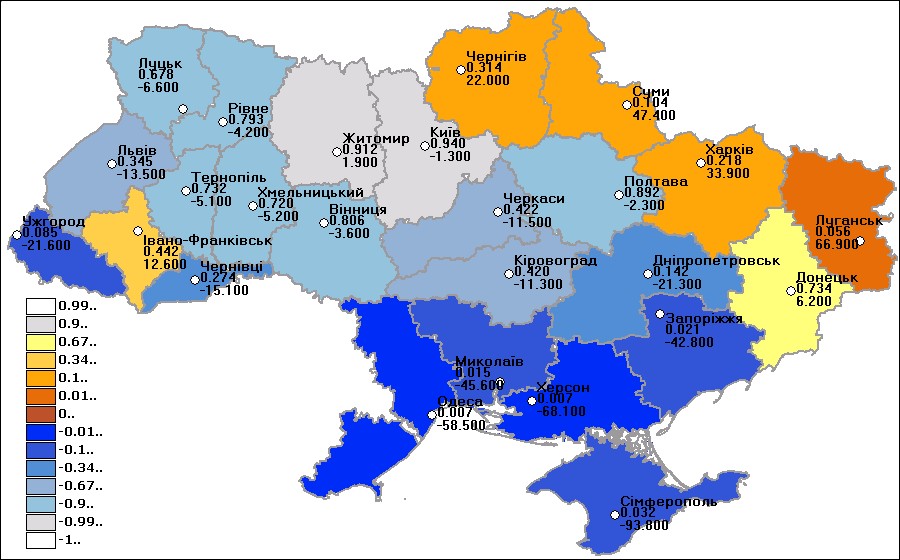 Луцьк
0.678
-6.600
Рівне
0.793
-4.200
Чернігів
0.314
22.000
Суми
0.104
47.400
Житомир
0.912
1.900
Київ
0.940
-1.300
Львів
0.345
-13.500
Харків
0.218
33.900
Тернопіль
0.732
-5.100
Хмельницький
0.720
-5.200
Вінниця
0.806
-3.600
Черкаси
0.422
-11.500
Полтава
0.892
-2.300
Ужгород
0.085
-21.600
Івано-Франківськ
0.442
12.600
Луганськ
0.056
66.900
Чернівці
0.274
-15.100
Кіровоград
0.420
-11.300
Дніпропетровськ
0.142
-21.300
Донецьк
0.734
6.200
Запоріжжя
0.021
-42.800
Миколаїв
0.015
-45.600
Херсон
0.007
-68.100
Одеса
0.007
-58.500
Сімферополь
0.032
-93.800
0.99..
0.9..
0.67..
0.34..
0.1..
0.01..
0..
-0.01..
-0.1..
-0.34..
-0.67..
-0.9..
-0.99..
-1..